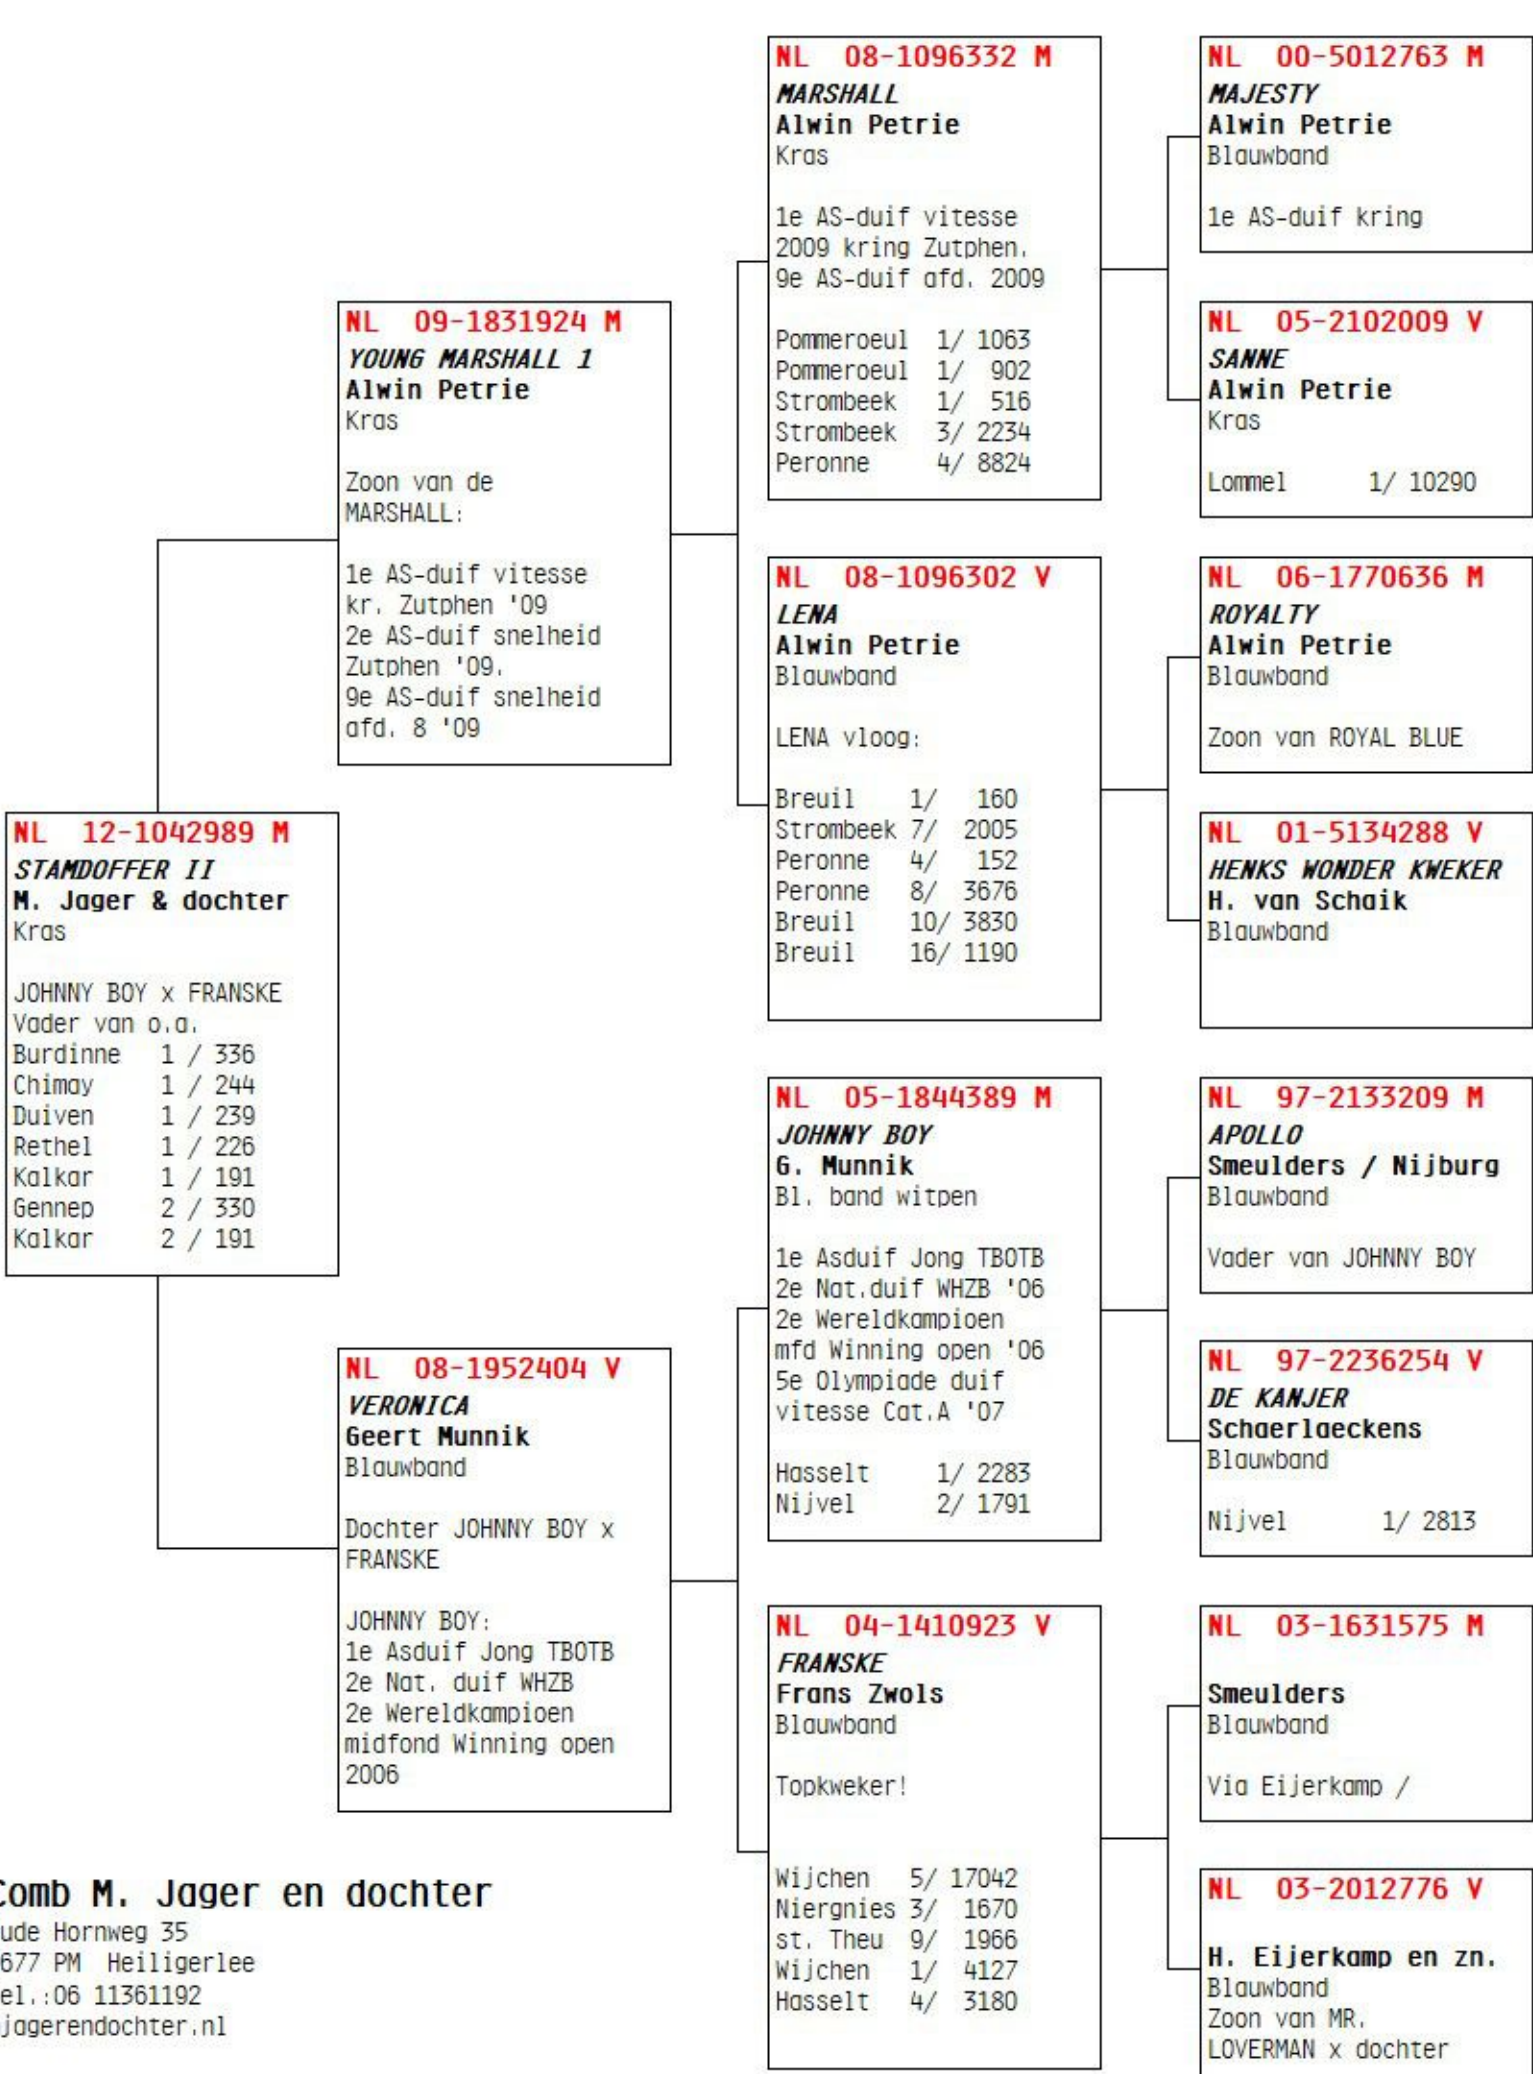 NL 12-1042989 M
STAMDOFFER II
M. Jager & dochter
Kras
JOHNNY BOY x FRANSKE
Vader van o.a.
Burdinne 1 / 336
Chimay 1 / 244
Duiven 1 / 239
Rethel 1 / 226
Kalkar 1 / 191
Gennep 2 / 330
Kalkar 2 / 191
NL 09-1831924 M
YOUNG MARSHALL 1
Alwin Petrie
Kras
Zoon van de
MARSHALL:
1e AS-duif vitesse
kr. Zutphen '09
2e AS-duif snelheid
Zutphen '09.
9e AS-duif snelheid
afd. 8 '09
NL 08-1952404 V
VERONICA
Geert Munnik
Blauwband
Dochter JOHNNY BOY x
FRANSKE
JOHNNY BOY:
1e Asduif Jong TBOTB
2e Nat. duif WHZB
2e Wereldkampioen
midfond Winning open
2006
NL 08-1096332 M
MARSHALL
Alwin Petrie
Kras
1e AS-duif vitesse
2009 kring Zutphen.
9e AS-duif afd. 2009
Pommeroeul 1/ 1063
Pommeroeul 1/ 902
Strombeek 1/ 516
Strombeek 3/ 2234
Peronne 4/ 8824
NL 08-1096302 V
LENA
Alwin Petrie
Blauwband
LENA vloog:
Breuil 1/ 160
Strombeek 7/ 2005
Peronne 4/ 152
Peronne 8/ 3676
Breuil 10/ 3830
Breuil 16/ 1190
NL 05-1844389 M
JOHNNY BOY
G. Munnik
Bl. band witpen
1e Asduif Jong TBOTB
2e Nat.duif WHZB '06
2e Wereldkampioen
mfd Winning open '06
5e Olympiade duif
vitesse Cat.A '07
Hasselt 1/ 2283
Nijvel 2/ 1791
NL 04-1410923 V
FRANSKE
Frans Zwols
Blauwband
Topkweker!
Wijchen 5/ 17042
Niergnies 3/ 1670
st. Theu 9/ 1966
Wijchen 1/ 4127
Hasselt 4/ 3180
NL 00-5012763 M
MAJESTY
Alwin Petrie
Blauwband
1e AS-duif kring
NL 05-2102009 V
SANNE
Alwin Petrie
Kras
Lommel 1/ 10290
NL 06-1770636 M
ROYALTY
Alwin Petrie
Blauwband
Zoon van ROYAL BLUE
NL 01-5134288 V
HENKS WONDER KWEKER
H. van Schaik
Blauwband
NL 97-2133209 M
APOLLO
Smeulders / Nijburg
Blauwband
Vader van JOHNNY BOY
NL 97-2236254 V
DE KANJER
Schaerlaeckens
Blauwband
Nijvel 1/ 2813
NL 03-1631575 M
Smeulders
Blauwband
Via Eijerkamp /
NL 03-2012776 V
H. Eijerkamp en zn.
Blauwband
Zoon van MR.
LOVERMAN x dochter
Comb M. Jager en dochter
ude Hornweg 35
677 PM Heiligerlee
el.:06 11361192
jagerendochter.nl